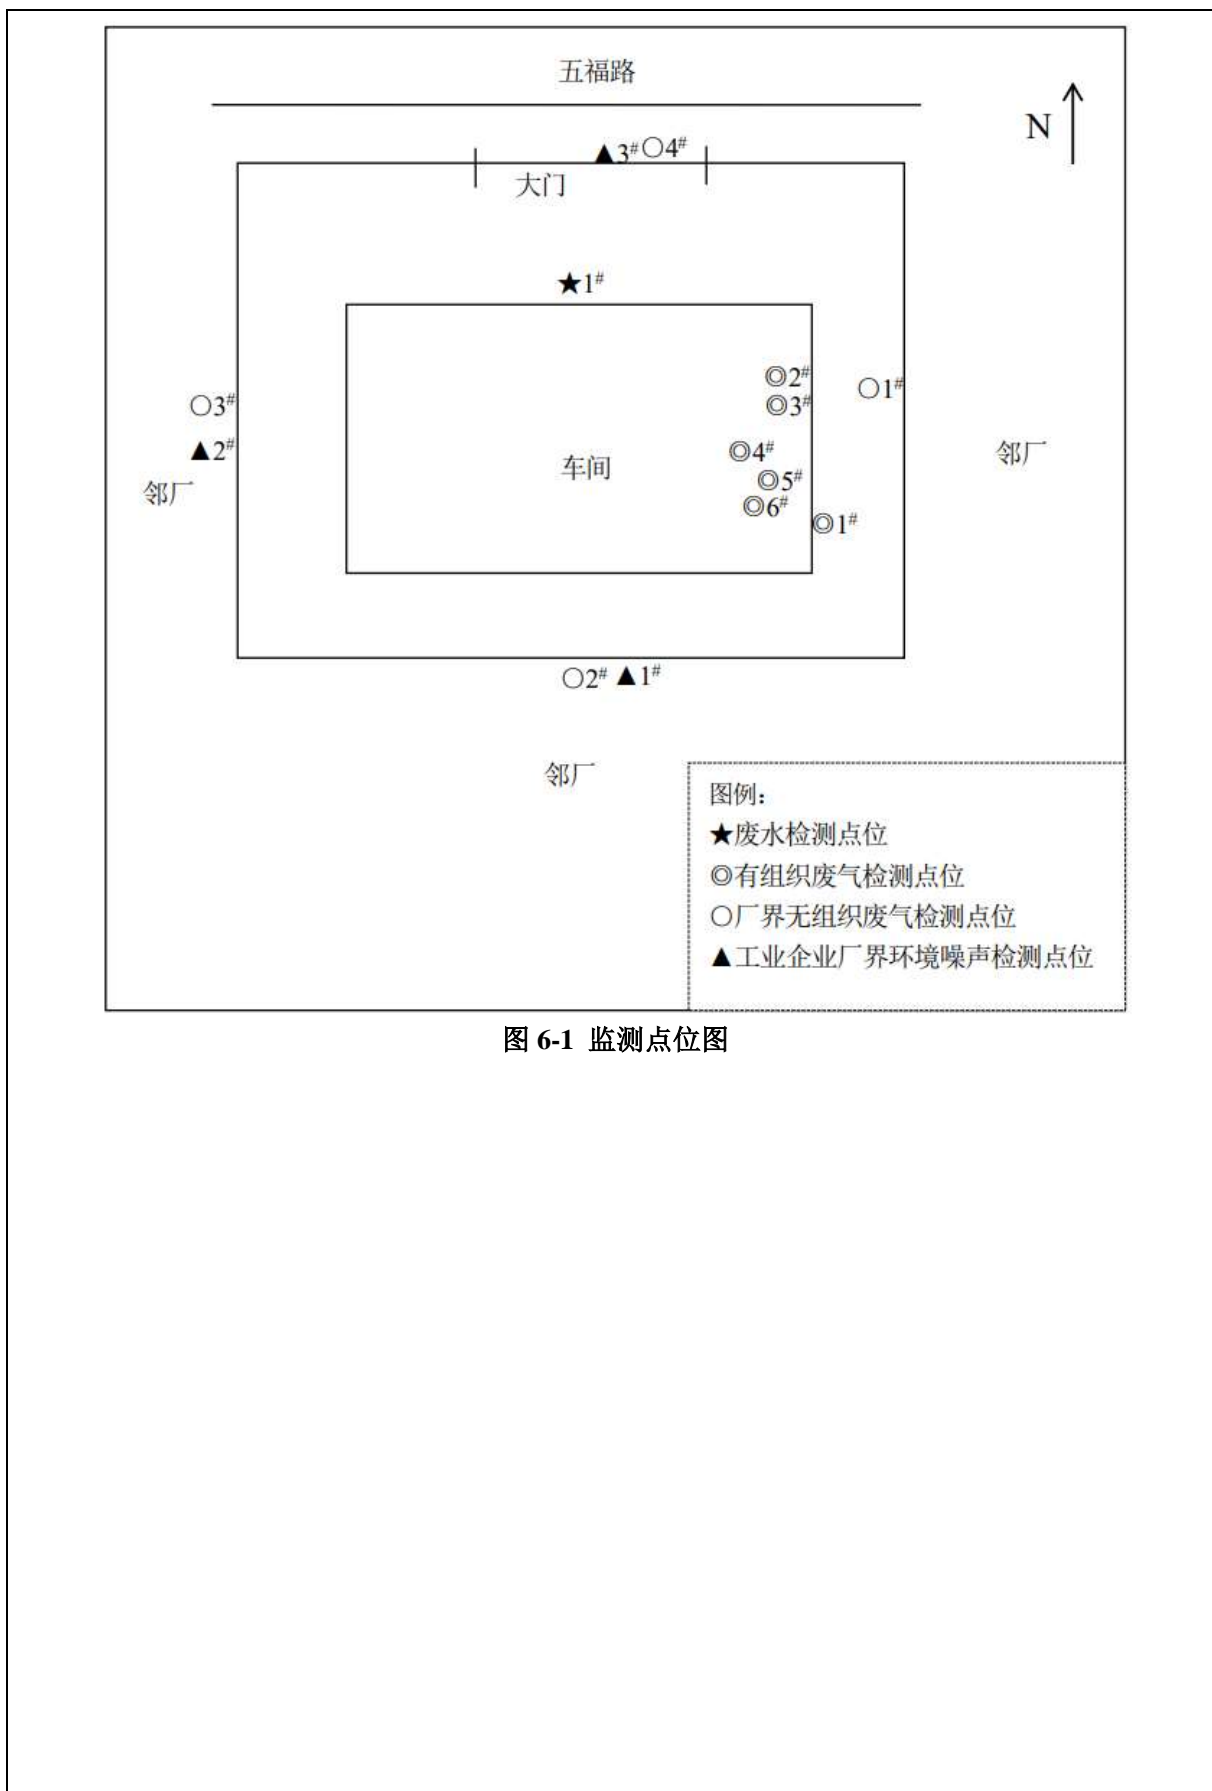 五福路
N
▲3# ○4#
大门
★1#
◎2#
◎3#
○1#
○3#
▲2#
◎4#
车间
◎5#
◎6#
◎1#
邻厂
邻厂
○2# ▲1#
邻厂
图例：
★废水检测点位
◎有组织废气检测点位
○厂界无组织废气检测点位
▲工业企业厂界环境噪声检测点位
图 6-1 监测点位图